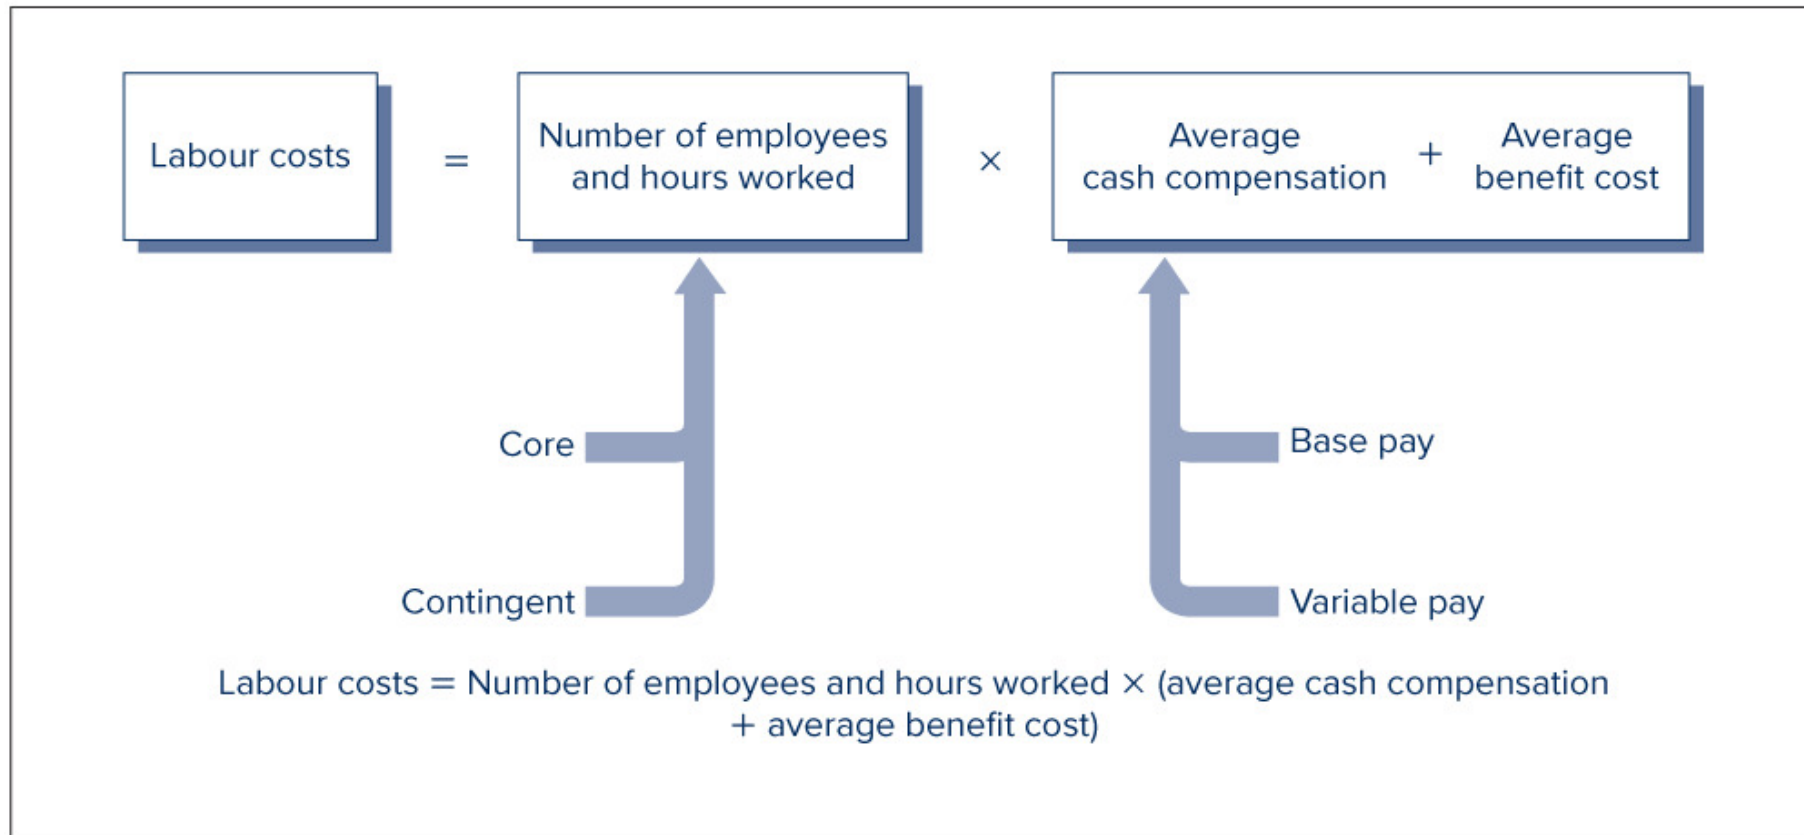 Labour costs
=
Number of employees
and hours worked
×
Average
cash compensation
+
Average
benefit cost
Core
Contingent
Base pay
Variable pay
Labour costs = Number of employees and hours worked × (average cash compensation
+ average benefit cost)